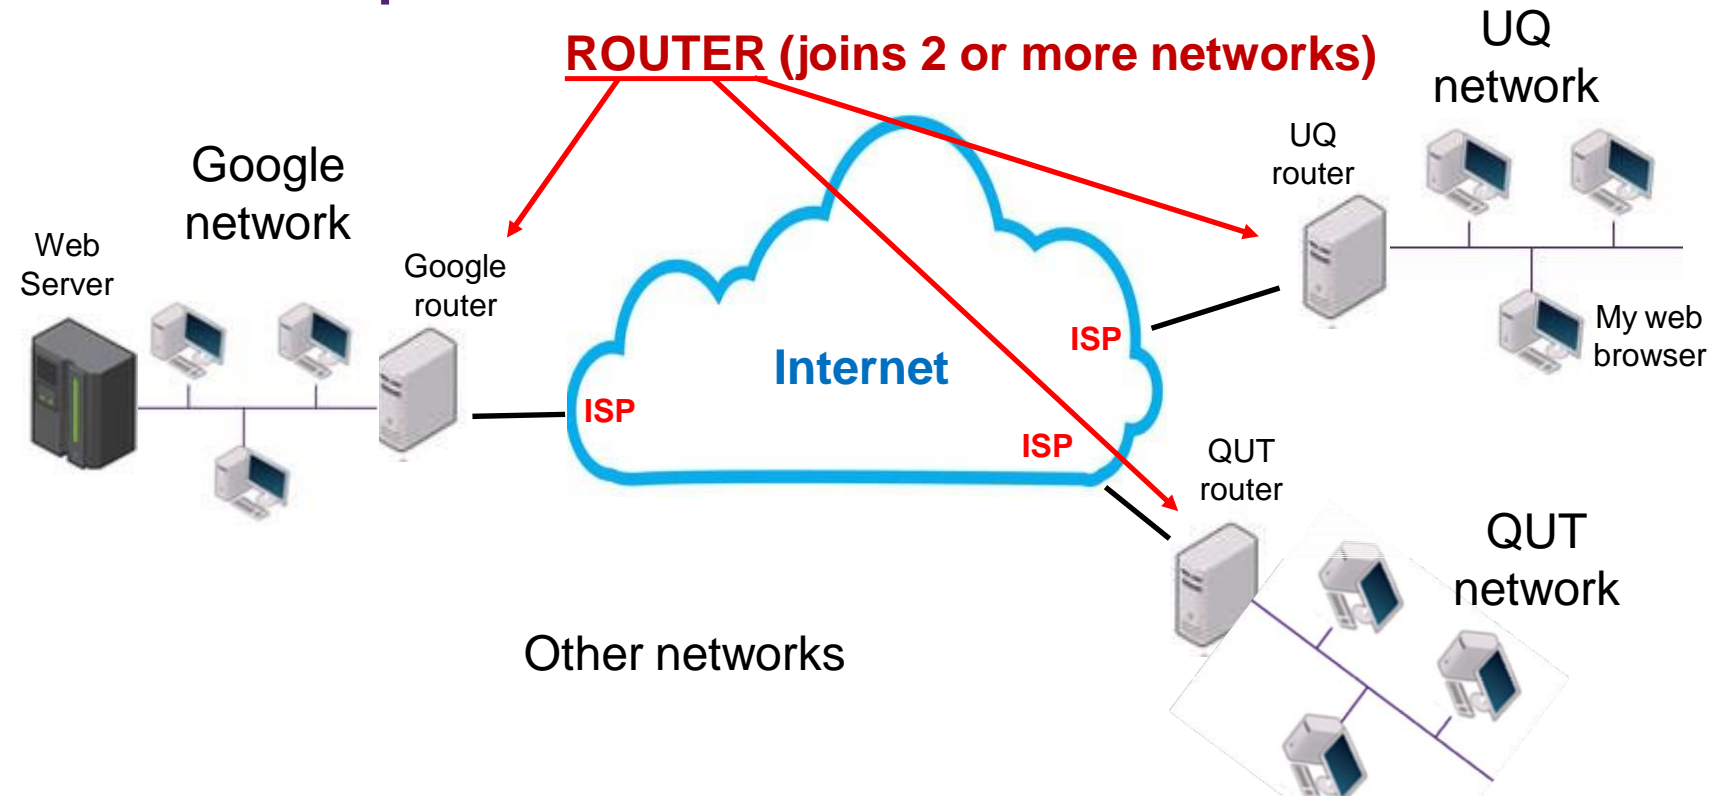 ROUTER (joins 2 or more networks)
UQ
network
UQ
router
Google
network
Web
Server
Google
router
My web
browser
ISP
Internet
ISP
ISP
QUT
router
QUT
network
Other networks